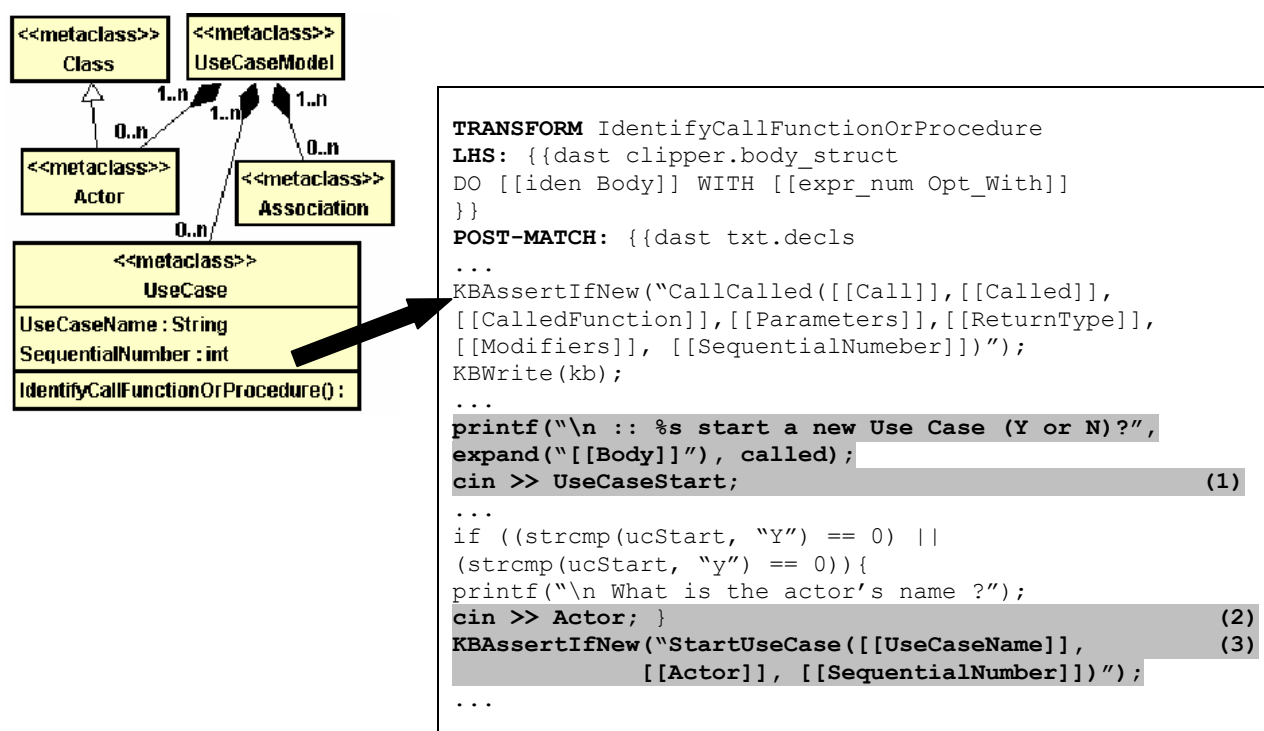 <<metaclass>>
Class
<<metaclass>>
UseCaseModel
1..n
1..n
1..n
0..n
0..n
<<metaclass>>
Actor
<<metaclass>>
Association
0..n
<<metaclass>>
UseCase
UseCaseName : String
SequentialNumber : int
IdentifyCallFunctionOrProcedure() :
TRANSFORM IdentifyCallFunctionOrProcedure
LHS: {{dast clipper.body_struct
DO [[iden Body]] WITH [[expr_num Opt_With]]
}}
POST-MATCH: {{dast txt.decls
...
KBAssertIfNew(“CallCalled([[Call]],[[Called]],
[[CalledFunction]],[[Parameters]],[[ReturnType]],
[[Modifiers]], [[SequentialNumeber]])”);
KBWrite(kb);
...
printf(“\n :: %s start a new Use Case (Y or N)?”,
expand(“[[Body]]”), called);
cin >> UseCaseStart; (1)
...
if ((strcmp(ucStart, “Y”) == 0) ||
(strcmp(ucStart, “y”) == 0)){
printf(“\n What is the actor’s name ?”);
cin >> Actor; } (2)
KBAssertIfNew(“StartUseCase([[UseCaseName]], (3)
[[Actor]], [[SequentialNumber]])”);
...